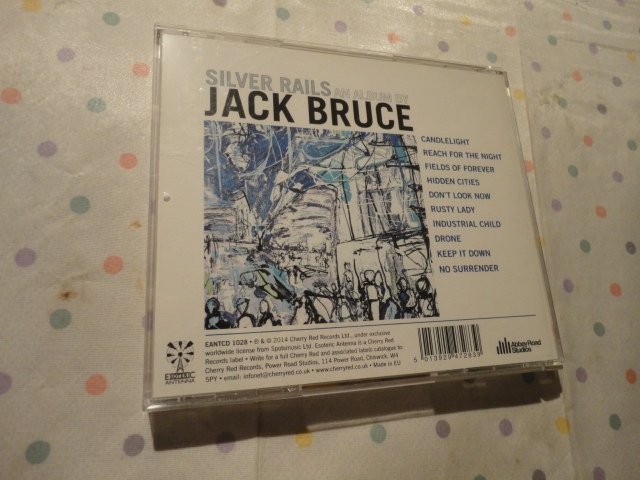 SILVER RAILS AN ALBUM BY
JACK BRUCE
CANDLELIGHT
REACH FOR THE NIGHT
FIELDS OF FOREVER
HIDDEN CITIES
DON'T LOOK NOW
RUSTY LADY
INDUSTRIAL CHILD
DRONE
KEEP IT DOWN
NO SURRENDER
EANTCD 1028 • ℗ & © 2014 Cherry Red Records Ltd., under exclusive
worldwide license from Spotsmusic Ltd. Esoteric Antenna is a Cherry Red
Records label • Write for a full Cherry Red and associated labels catalogue to
Cherry Red Records, Power Road Studios, 114 Power Road, Chiswick, W4
5PY • email: infonet@cherryred.co.uk • www.cherryred.co.uk • Made in EU
ESOTERIC
ANTENNA
5 013929 472839
Abbey Road
Studios